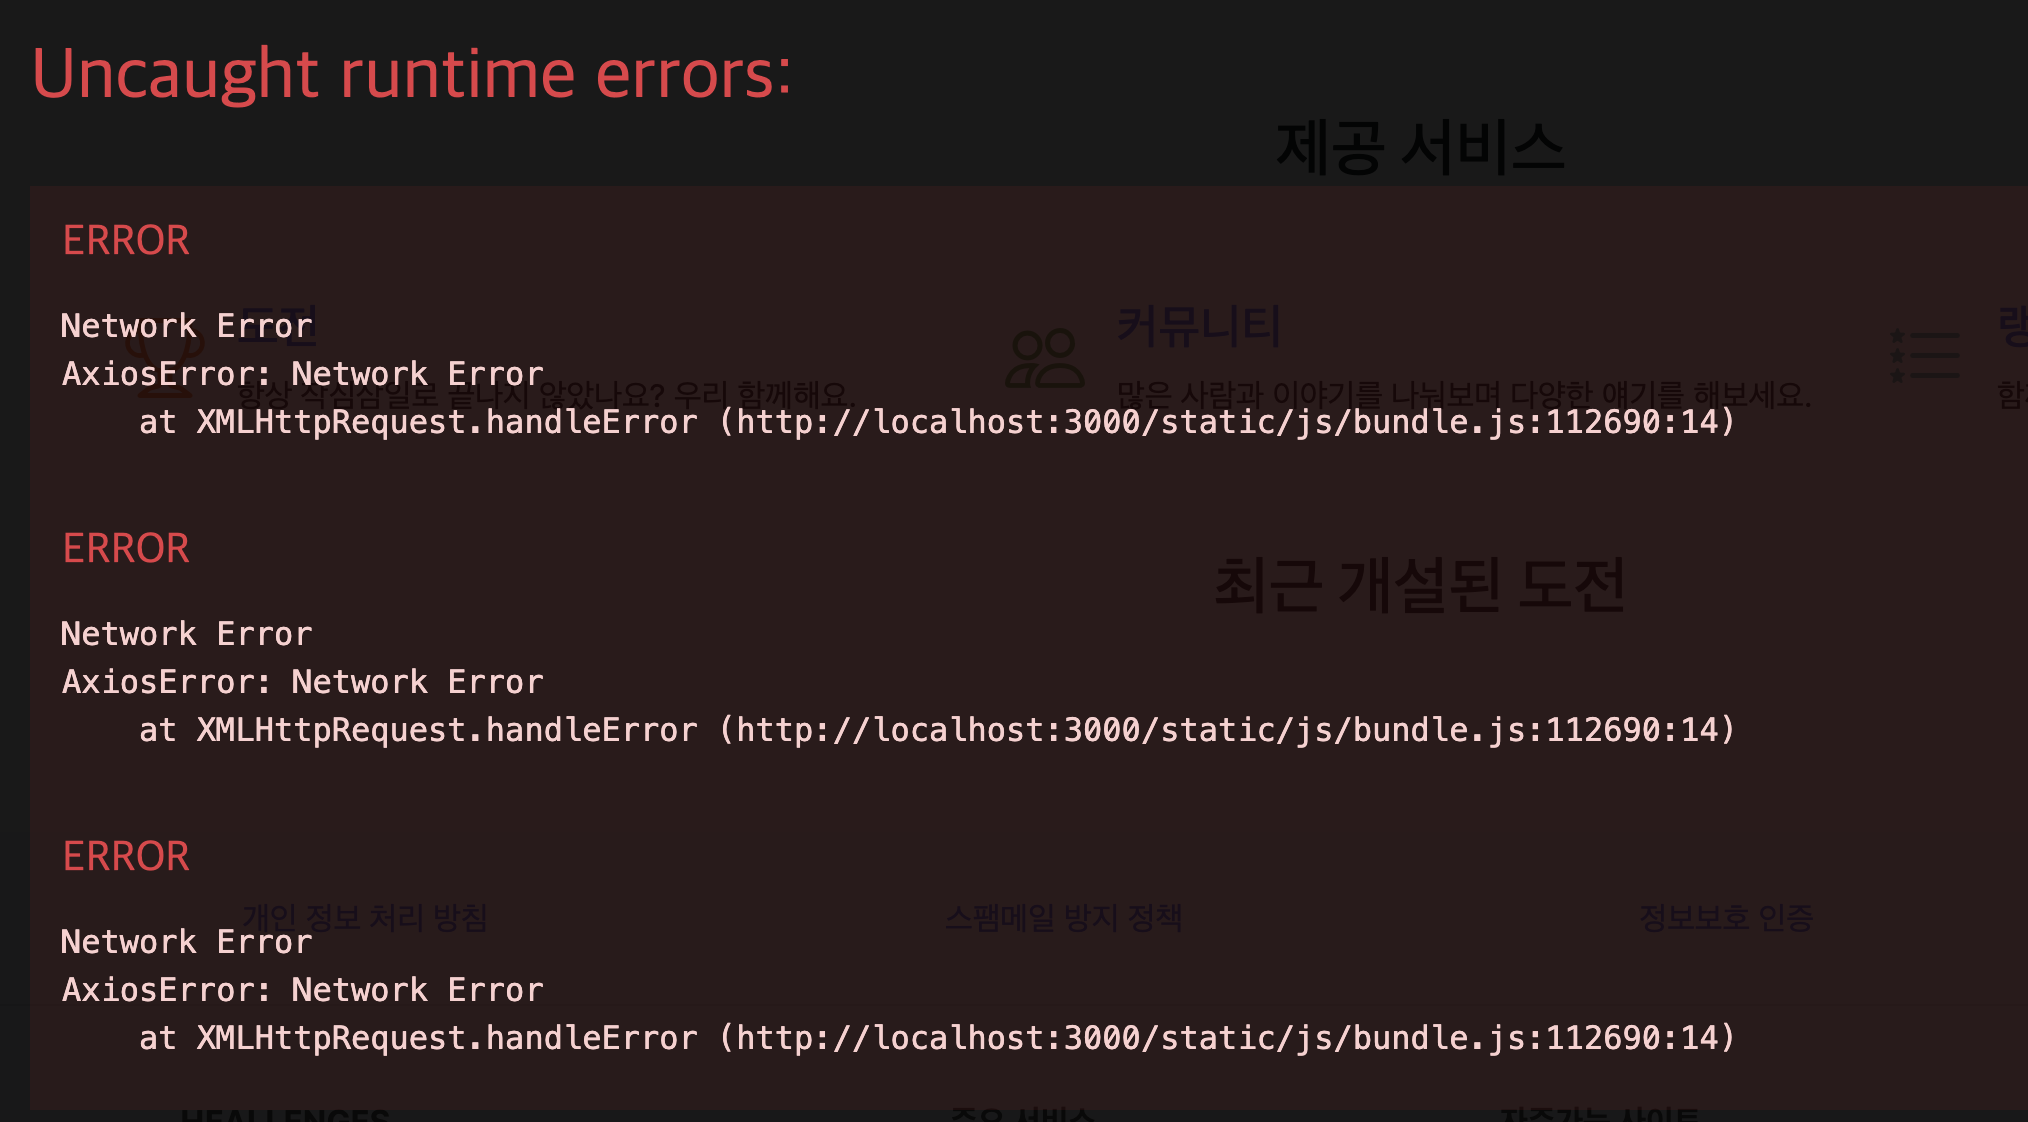 Uncaught runtime errors:
제공 서비스
ERROR
도전
커뮤니티
Network Error
AxiosError: Network Error
항상 작심삼일로 끝나지 않았나요? 우리 함께해요.
많은 사람과 이야기를 나눠보며 다양한 얘기를 해보세요.
at XMLHttpRequest.handleError (http://localhost:3000/static/js/bundle.js:112690:14)
ERROR
최근 개설된 도전
Network Error
AxiosError: Network Error
at XMLHttpRequest.handleError (http://localhost:3000/static/js/bundle.js:112690:14)
ERROR
개인 정보 처리 방침
스팸메일 방지 정책
정보보호 인증
Network Error
AxiosError: Network Error
at XMLHttpRequest.handleError (http://localhost:3000/static/js/bundle.js:112690:14)
HEALLENGES
주요 서비스
자주가는 사이트